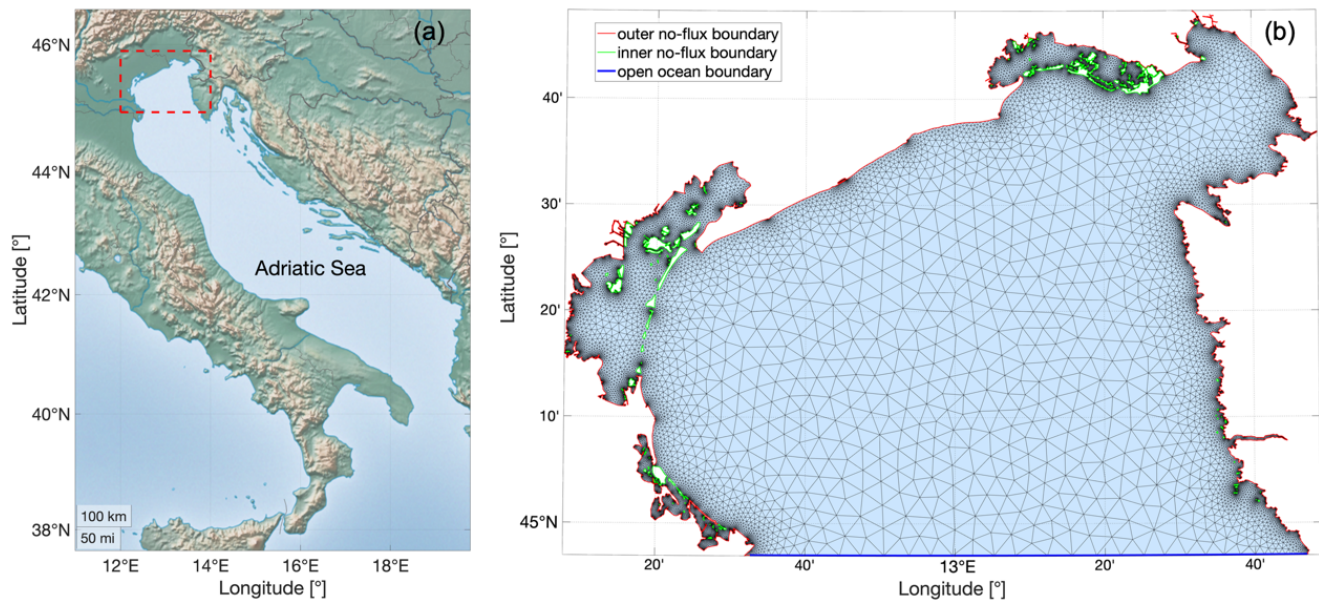 (a)
46°N
44°N
42°N
40°N
38°N
Latitude [°]
Adriatic Sea
100 km
50 mi
12°E
14°E
16°E
18°E
Longitude [°]
(b)
outer no-flux boundary
inner no-flux boundary
open ocean boundary
40'
30'
20'
10'
45°N
Latitude [°]
20'
40'
13°E
20'
40'
Longitude [°]